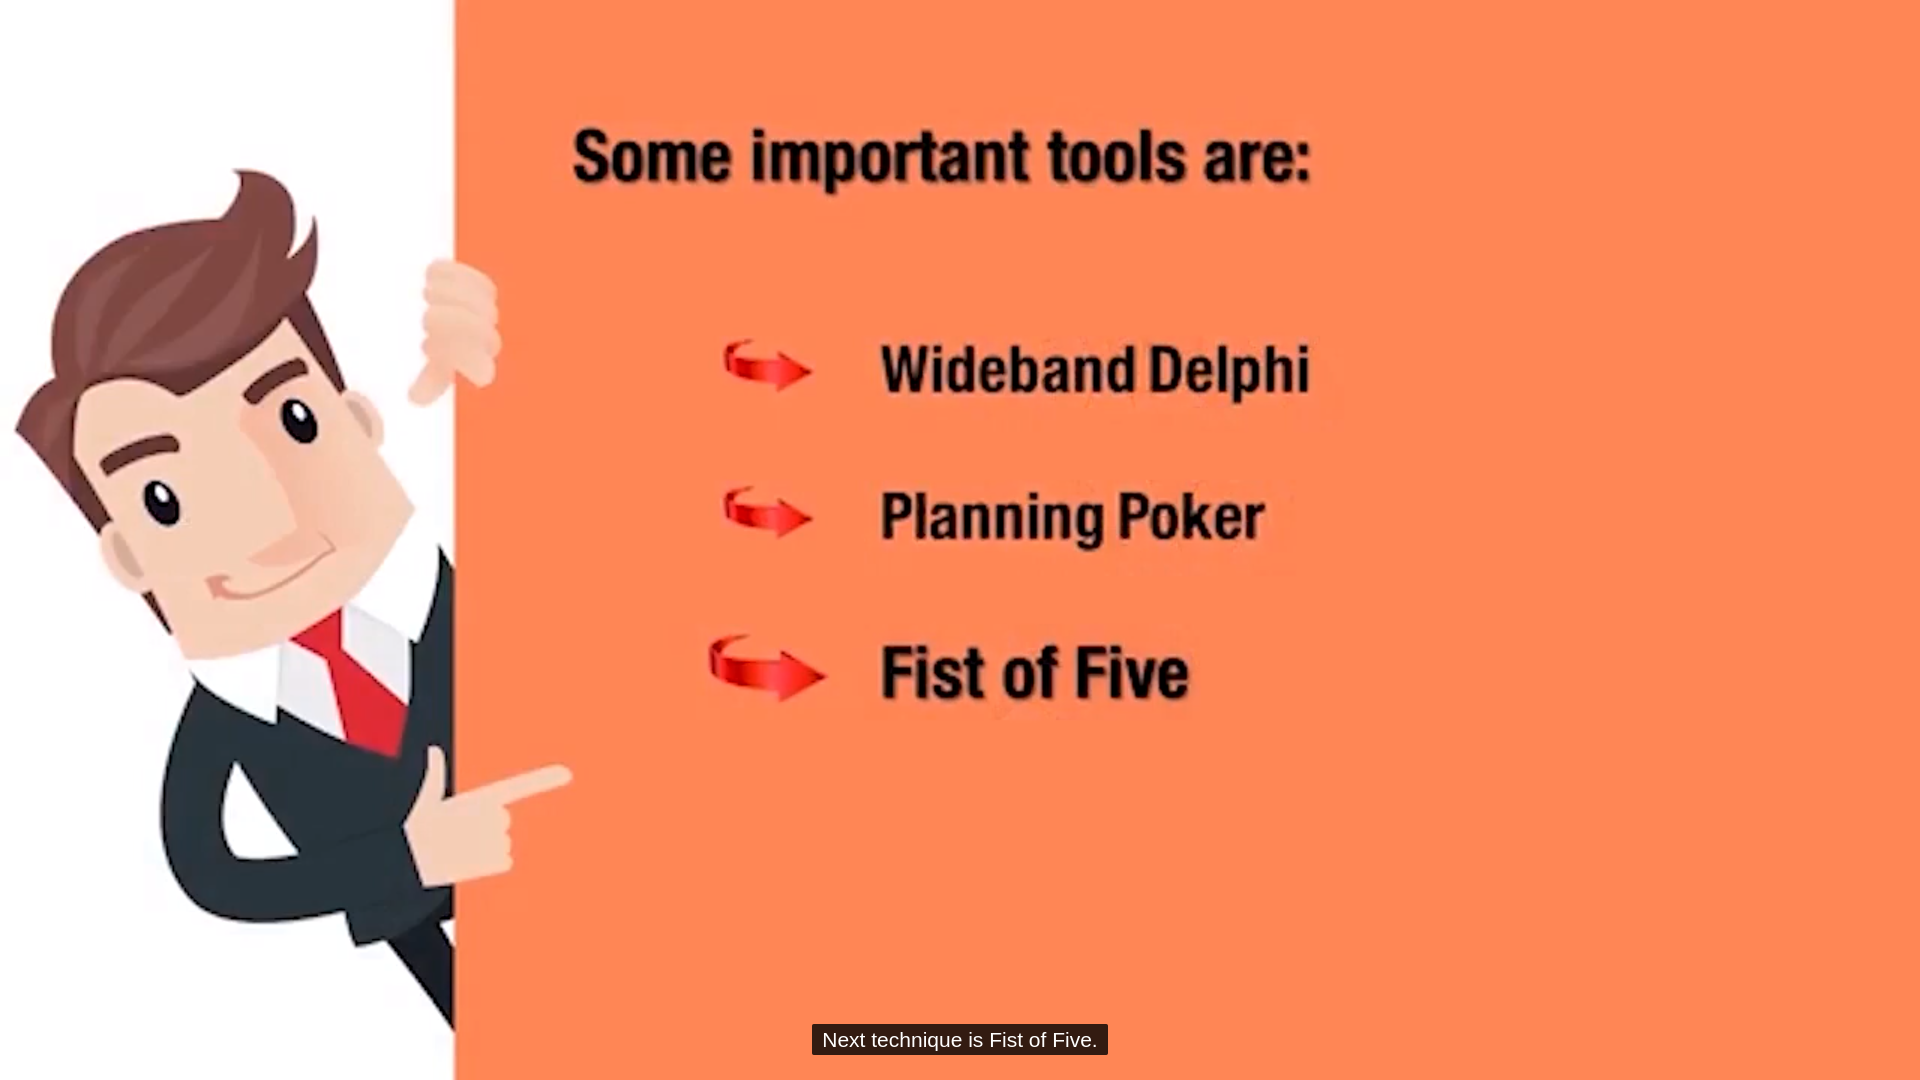 Some important tools are:
Wideband Delphi
Planning Poker
Fist of Five
Next technique is Fist of Five.